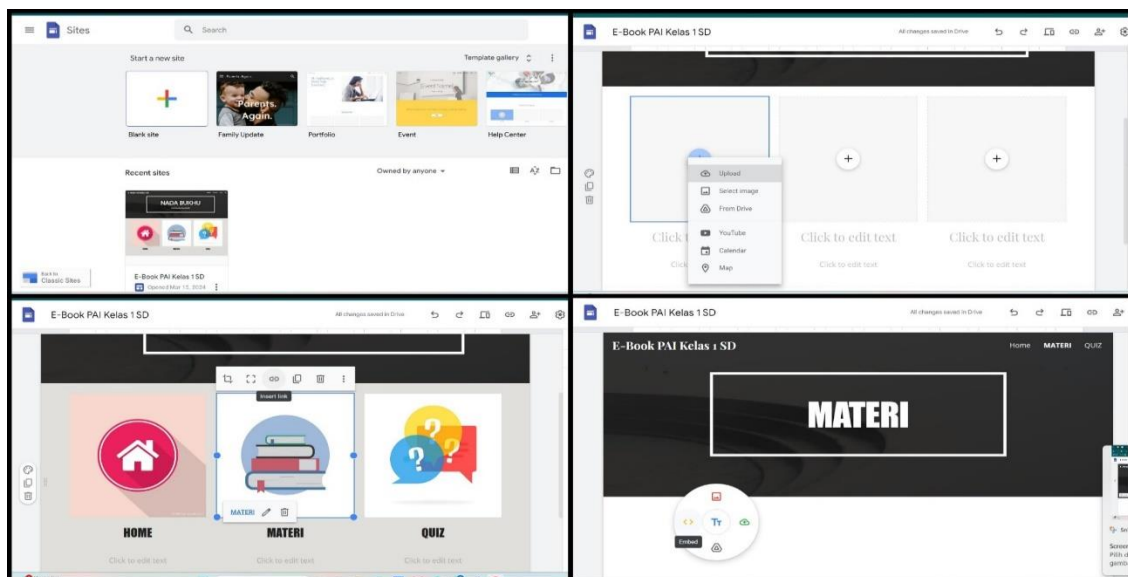 Sites
Search
Start a new site
Template gallery
Parents.
Again.
Blank site
Family Update
Portfolio
Event
Help Center
Recent sites
Owned by anyone
E-Book PAI Kelas 1 SD
Opened Mar 15, 2024
Back to
Classic Sites
E-Book PAI Kelas 1 SD
All changes saved in Drive
Upload
Select image
From Drive
YouTube
Calendar
Map
Click t
Click to edit text
Click to edit text
Click
Click to edit text
Click to edit text
E-Book PAI Kelas 1 SD
All changes saved in Drive
Insert link
MATERI
HOME
MATERI
QUIZ
Click to edit text
Click to edit text
Click to edit text
E-Book PAI Kelas 1 SD
All changes saved in Drive
E-Book PAI Kelas 1 SD
Home
MATERI
QUIZ
MATERI
Tт
Embed
Screen
Pilih d
gamb